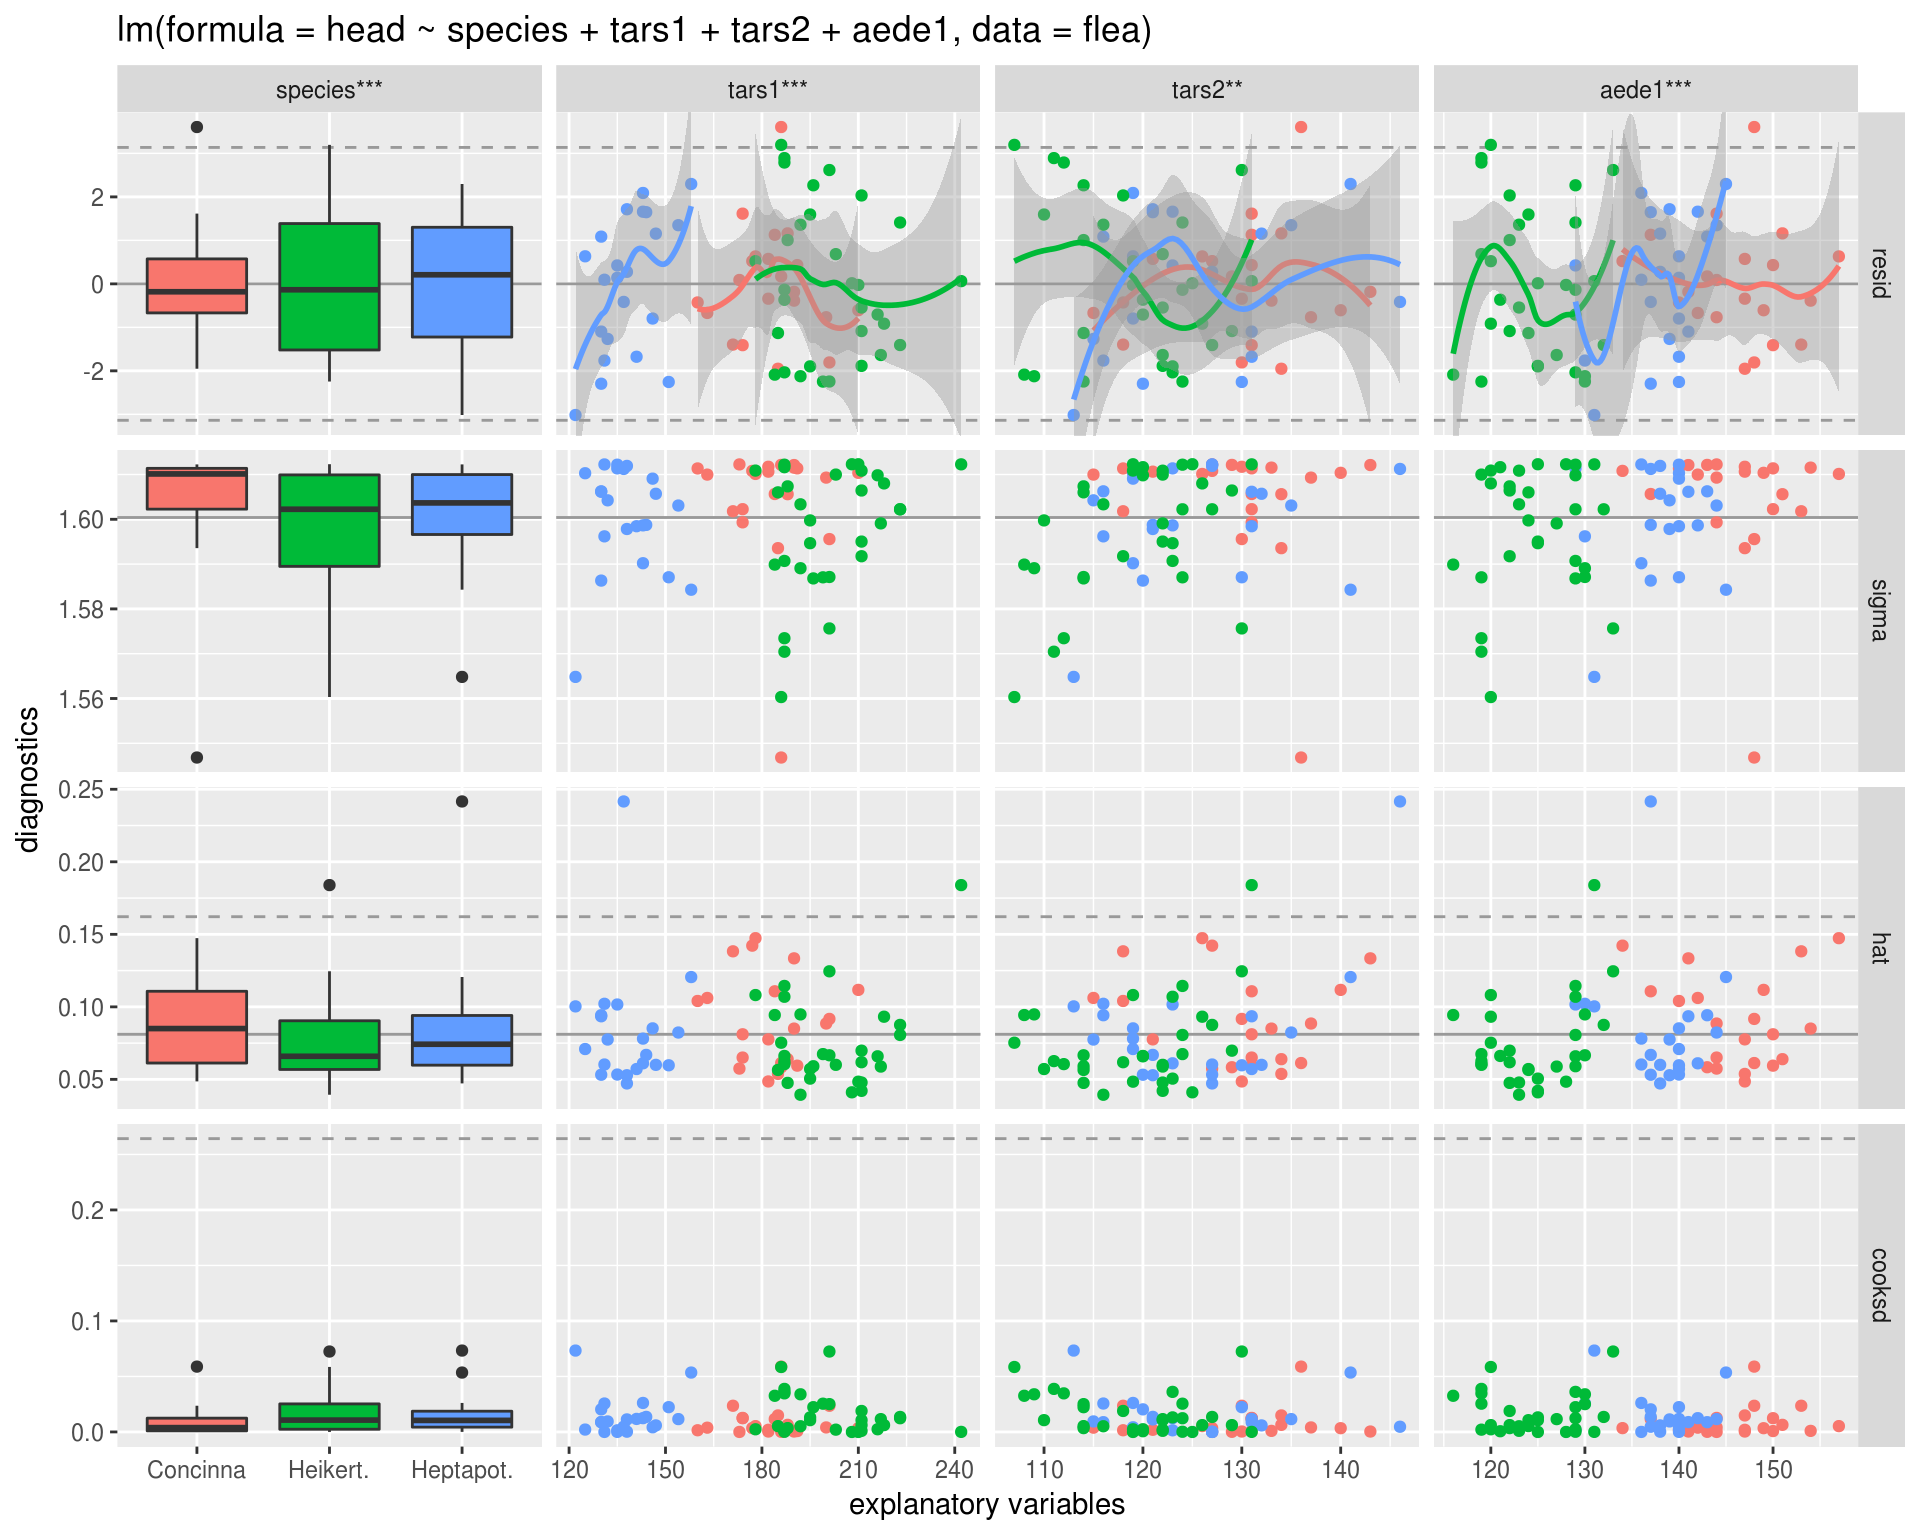 lm(formula = head ~ species + tars1 + tars2 + aede1, data = flea)
species***
tars1***
tars2**
aede1***
2
0
-2
resid
1.60
1.58
1.56
sigma
0.25
0.20
0.15
0.10
0.05
hat
0.2
0.1
0.0
cooksd
diagnostics
Concinna Heikert. Heptapot.
120 150 180 210 240
110 120 130 140
120 130 140 150
explanatory variables